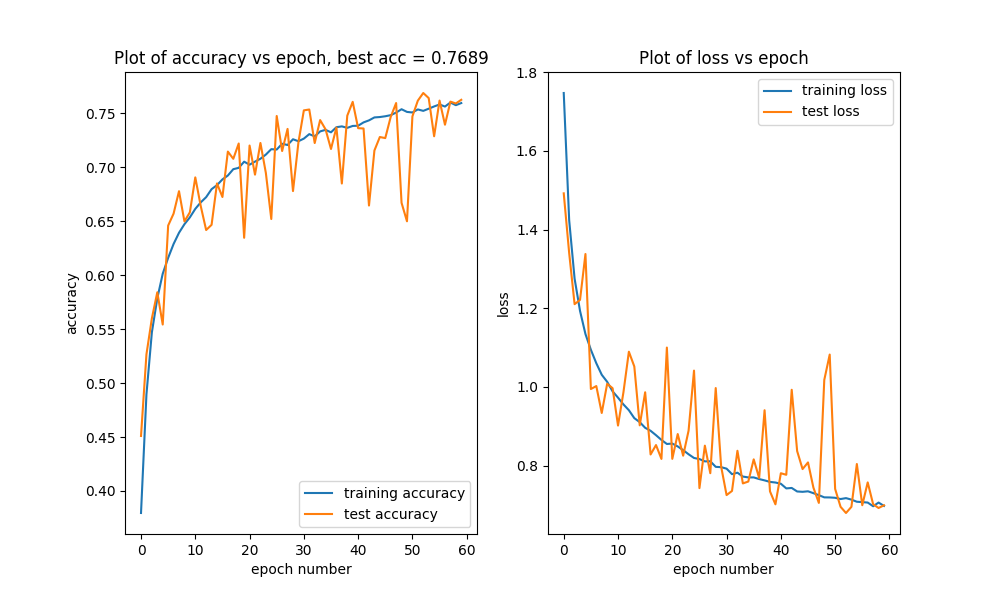 Plot of accuracy vs epoch, best acc = 0.7689
accuracy
0.75
0.70
0.65
0.60
0.55
0.50
0.45
0.40
training accuracy
test accuracy
0 10 20 30 40 50 60
epoch number
Plot of loss vs epoch
loss
1.8
1.6
1.4
1.2
1.0
0.8
training loss
test loss
0 10 20 30 40 50 60
epoch number